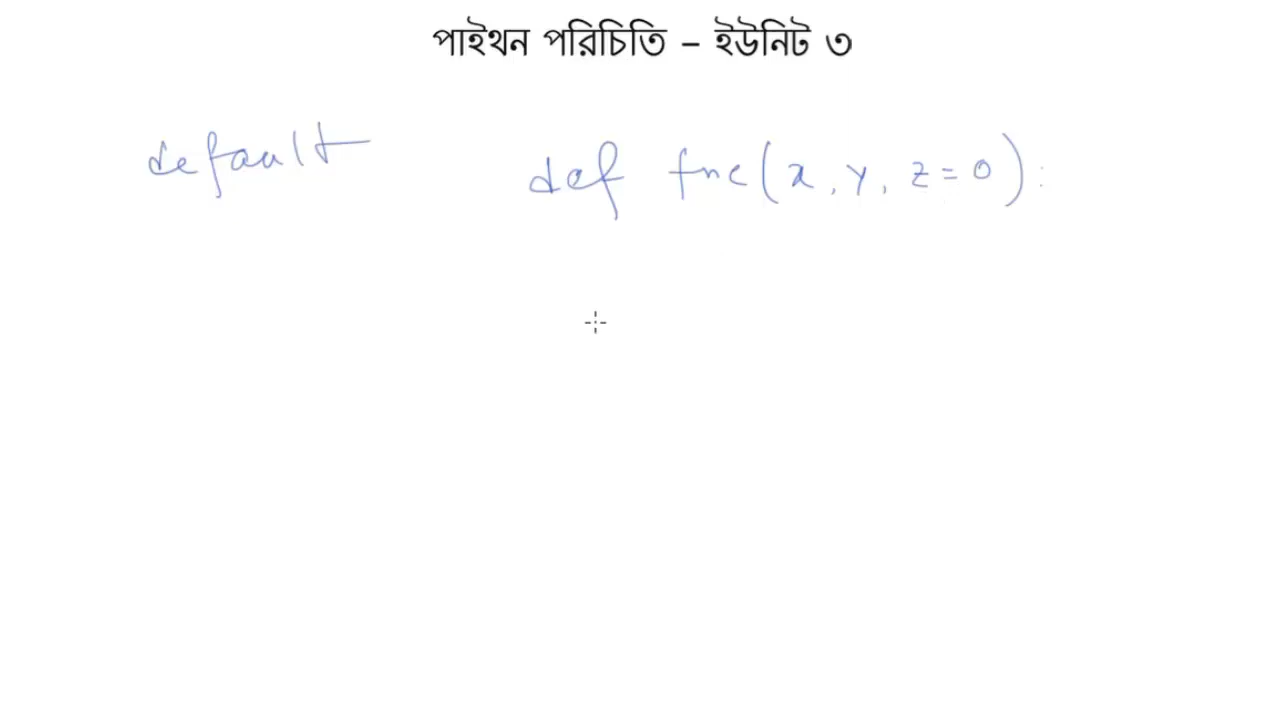 পাইথন পরিচিতি – ইউনিট ৩
default
def fnc(x, y, z=0):